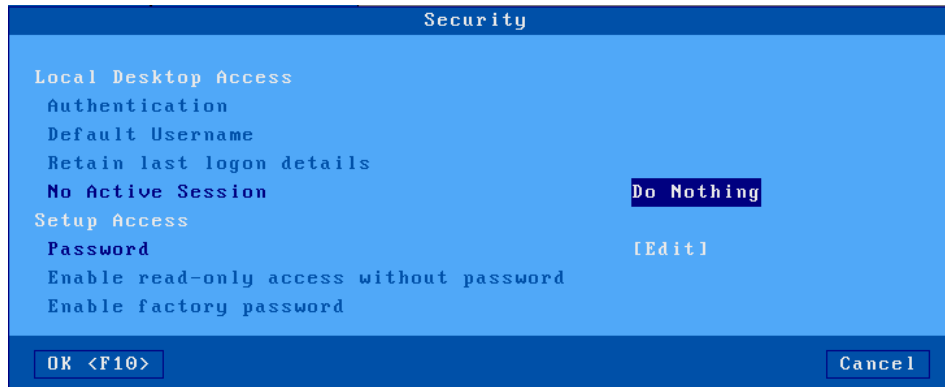 Security
Local Desktop Access
Authentication
Default Username
Retain last logon details
No Active Session Do Nothing
Setup Access
Password [Edit]
Enable read-only access without password
Enable factory password
OK <F10> Cancel